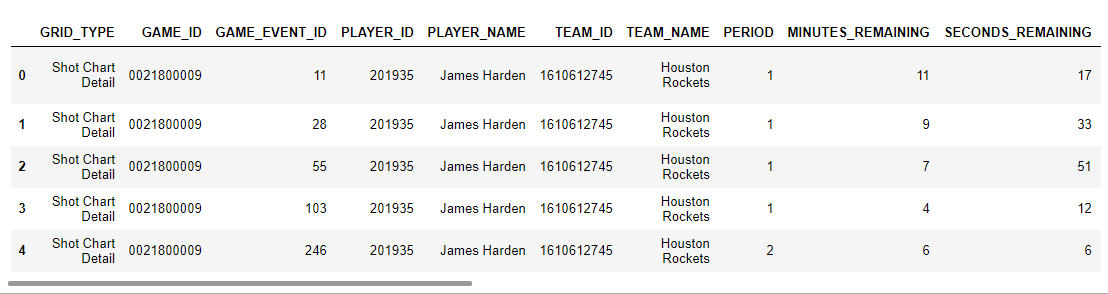 GRID_TYPE GAME_ID GAME_EVENT_ID PLAYER_ID PLAYER_NAME TEAM_ID TEAM_NAME PERIOD MINUTES_REMAINING SECONDS_REMAINING
0 Shot Chart Detail 0021800009 11 201935 James Harden 1610612745 Houston Rockets 1 11 17
1 Shot Chart Detail 0021800009 28 201935 James Harden 1610612745 Houston Rockets 1 9 33
2 Shot Chart Detail 0021800009 55 201935 James Harden 1610612745 Houston Rockets 1 7 51
3 Shot Chart Detail 0021800009 103 201935 James Harden 1610612745 Houston Rockets 1 4 12
4 Shot Chart Detail 0021800009 246 201935 James Harden 1610612745 Houston Rockets 2 6 6